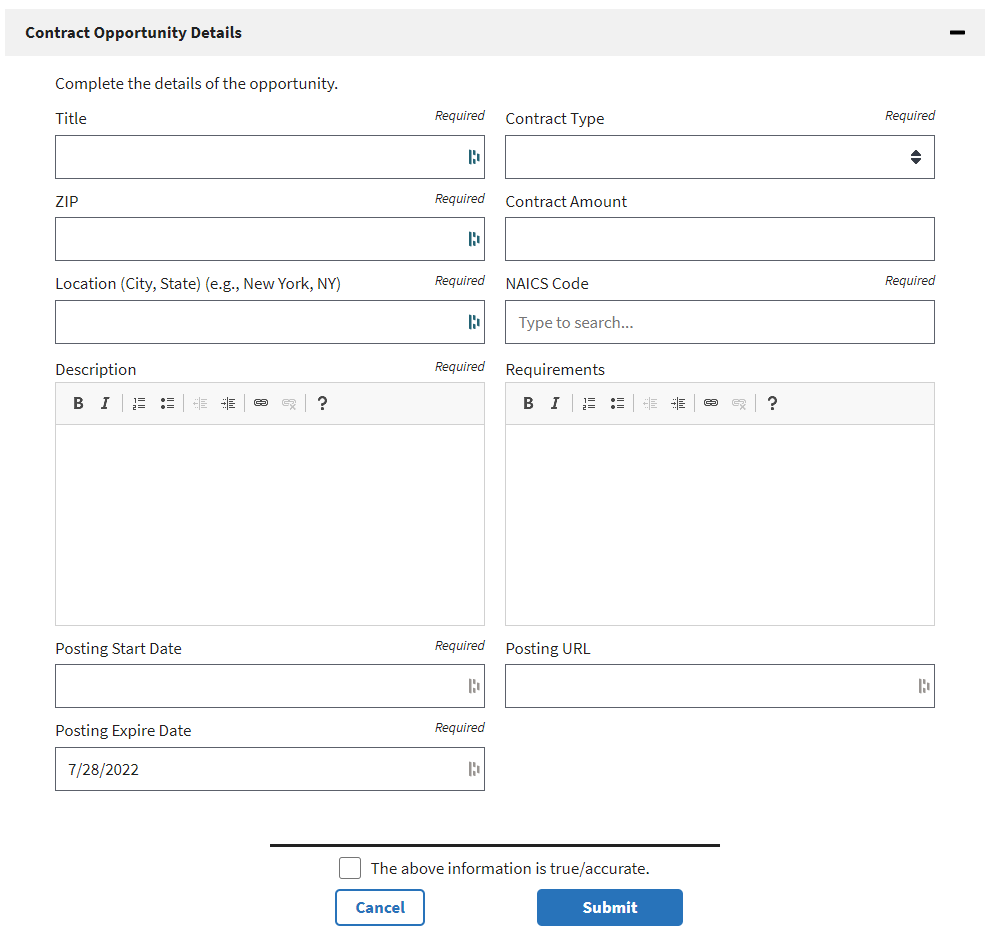 Contract Opportunity Details
Complete the details of the opportunity.
Title Required
Contract Type Required
ZIP Required
Contract Amount
Location (City, State) (e.g., New York, NY) Required
NAICS Code Required
Type to search...
Description Required
Requirements
B I ?
B I ?
Posting Start Date Required
Posting URL
Posting Expire Date Required
7/28/2022
The above information is true/accurate.
Cancel Submit